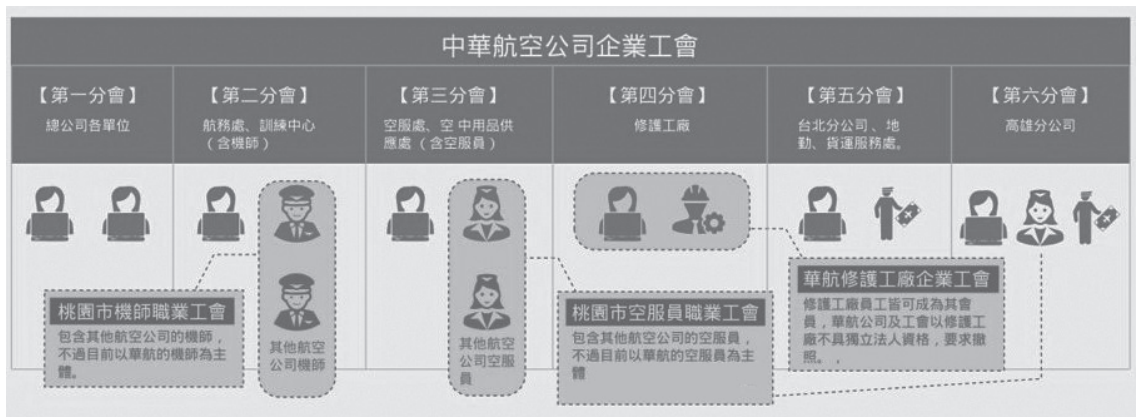 中華航空公司企業工會
【第一分會】
總公司各單位
【第二分會】
航務處、訓練中心
（含機師）
【第三分會】
空服處、空 中用品供
應處 （含空服員）
【第四分會】
修護工廠
【第五分會】
台北分公司 、地
勤、貨運服務處。
【第六分會】
高雄分公司
桃園市機師職業工會
包含其他航空公司的機師，
不過目前以華航的機師為主
體。
其他航空
公司機師
其他航空
公司空服
員
桃園市空服員職業工會
包含其他航空公司的空服員，
不過目前以華航的空服員為主
體
華航修護工廠企業工會
修護工廠員工皆可成為其會
員，華航公司及工會以修護工
廠不具獨立法人資格，要求撤
照。，